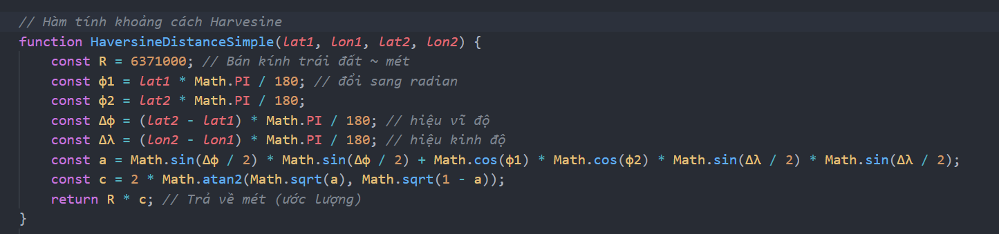 // Hàm tính khoảng cách Harvesine
function HaversineDistanceSimple(lat1, lon1, lat2, lon2) {
const R = 6371000; // Bán kính trái đất ~ mét
const φ1 = lat1 * Math.PI / 180; // đổi sang radian
const φ2 = lat2 * Math.PI / 180;
const Δφ = (lat2 - lat1) * Math.PI / 180; // hiệu vĩ độ
const Δλ = (lon2 - lon1) * Math.PI / 180; // hiệu kinh độ
const a = Math.sin(Δφ / 2) * Math.sin(Δφ / 2) + Math.cos(φ1) * Math.cos(φ2) * Math.sin(Δλ / 2) * Math.sin(Δλ / 2);
const c = 2 * Math.atan2(Math.sqrt(a), Math.sqrt(1 - a));
return R * c; // Trả về mét (ước lượng)
}